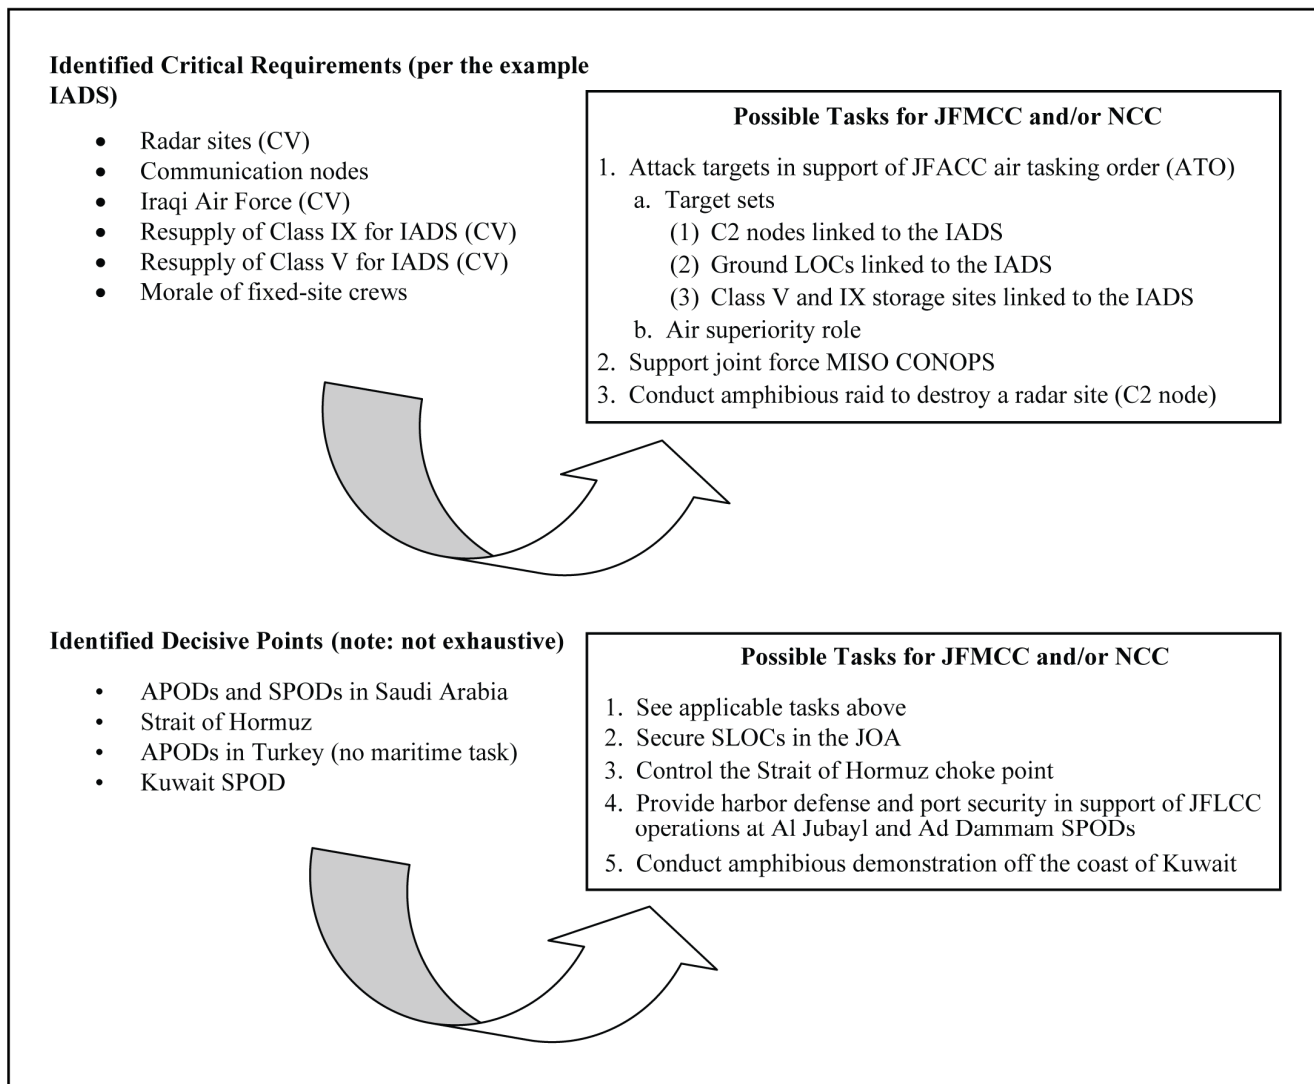 Identified Critical Requirements (per the example
IADS)
• Radar sites (CV)
• Communication nodes
• Iraqi Air Force (CV)
• Resupply of Class IX for IADS (CV)
• Resupply of Class V for IADS (CV)
• Morale of fixed-site crews
Possible Tasks for JFMCC and/or NCC
1. Attack targets in support of JFACC air tasking order (ATO)
a. Target sets
(1) C2 nodes linked to the IADS
(2) Ground LOCs linked to the IADS
(3) Class V and IX storage sites linked to the IADS
b. Air superiority role
2. Support joint force MISO CONOPS
3. Conduct amphibious raid to destroy a radar site (C2 node)
Identified Decisive Points (note: not exhaustive)
• APODs and SPODs in Saudi Arabia
• Strait of Hormuz
• APODs in Turkey (no maritime task)
• Kuwait SPOD
Possible Tasks for JFMCC and/or NCC
1. See applicable tasks above
2. Secure SLOCs in the JOA
3. Control the Strait of Hormuz choke point
4. Provide harbor defense and port security in support of JFLCC
operations at Al Jubayl and Ad Dammam SPODs
5. Conduct amphibious demonstration off the coast of Kuwait